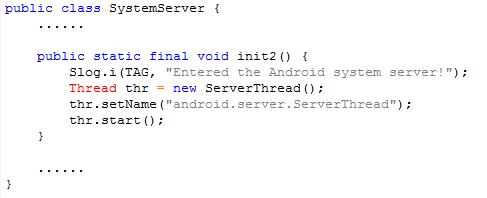 public class SystemServer {
    ......

    public static final void init2() {
        Slog.i(TAG, "Entered the Android system server!");
        Thread thr = new ServerThread();
        thr.setName("android.server.ServerThread");
        thr.start();
    }

    ......
}